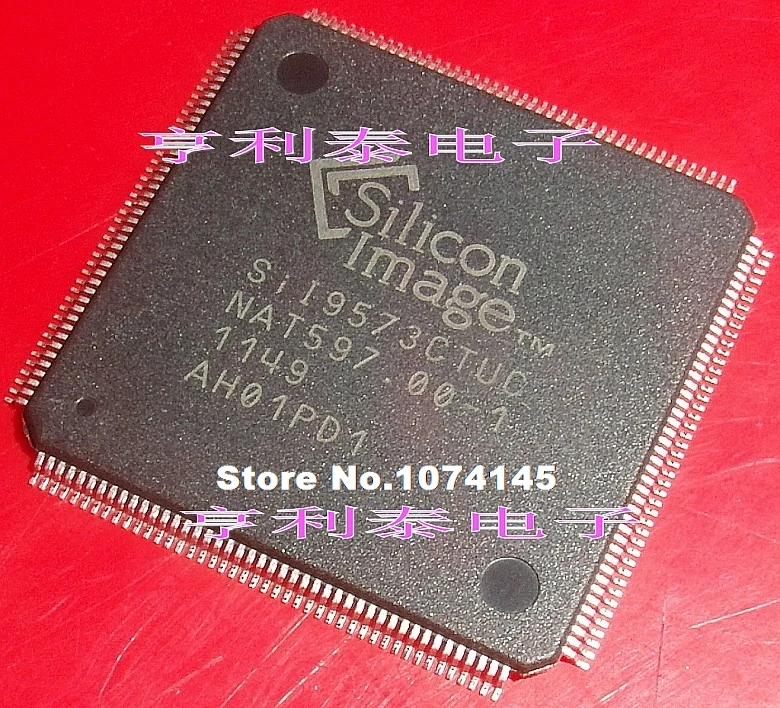 亨利泰电子
Silicon
Image™
SiI9573CTUC
NAT597.00-1
1149
AH01PD1
Store No.1074145
亨利泰电子